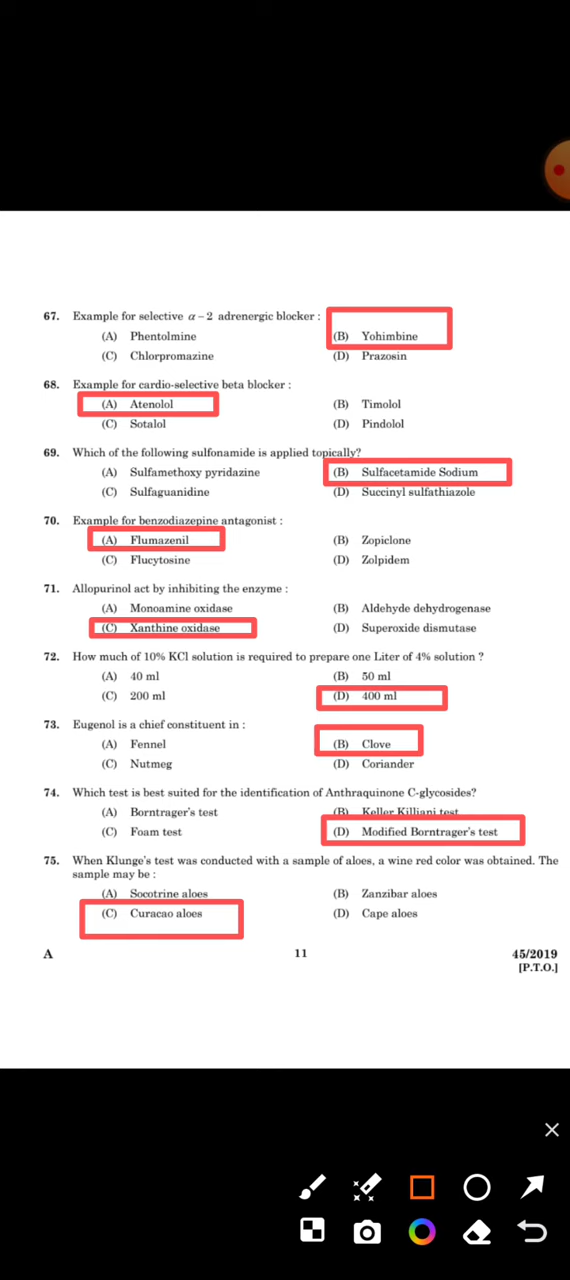 67. Example for selective α – 2 adrenergic blocker :
(A) Phentolmine (B) Yohimbine
(C) Chlorpromazine (D) Prazosin
68. Example for cardio-selective beta blocker :
(A) Atenolol (B) Timolol
(C) Sotalol (D) Pindolol
69. Which of the following sulfonamide is applied topically?
(A) Sulfamethoxy pyridazine (B) Sulfacetamide Sodium
(C) Sulfaguanidine (D) Succinyl sulfathiazole
70. Example for benzodiazepine antagonist :
(A) Flumazenil (B) Zopiclone
(C) Flucytosine (D) Zolpidem
71. Allopurinol act by inhibiting the enzyme :
(A) Monoamine oxidase (B) Aldehyde dehydrogenase
(C) Xanthine oxidase (D) Superoxide dismutase
72. How much of 10% KCl solution is required to prepare one Liter of 4% solution ?
(A) 40 ml (B) 50 ml
(C) 200 ml (D) 400 ml
73. Eugenol is a chief constituent in :
(A) Fennel (B) Clove
(C) Nutmeg (D) Coriander
74. Which test is best suited for the identification of Anthraquinone C-glycosides?
(A) Borntrager's test (B) Keller Killiani test
(C) Foam test (D) Modified Borntrager's test
75. When Klunge's test was conducted with a sample of aloes, a wine red color was obtained. The
sample may be :
(A) Socotrine aloes (B) Zanzibar aloes
(C) Curacao aloes (D) Cape aloes
A 11 45/2019
[P.T.O.]